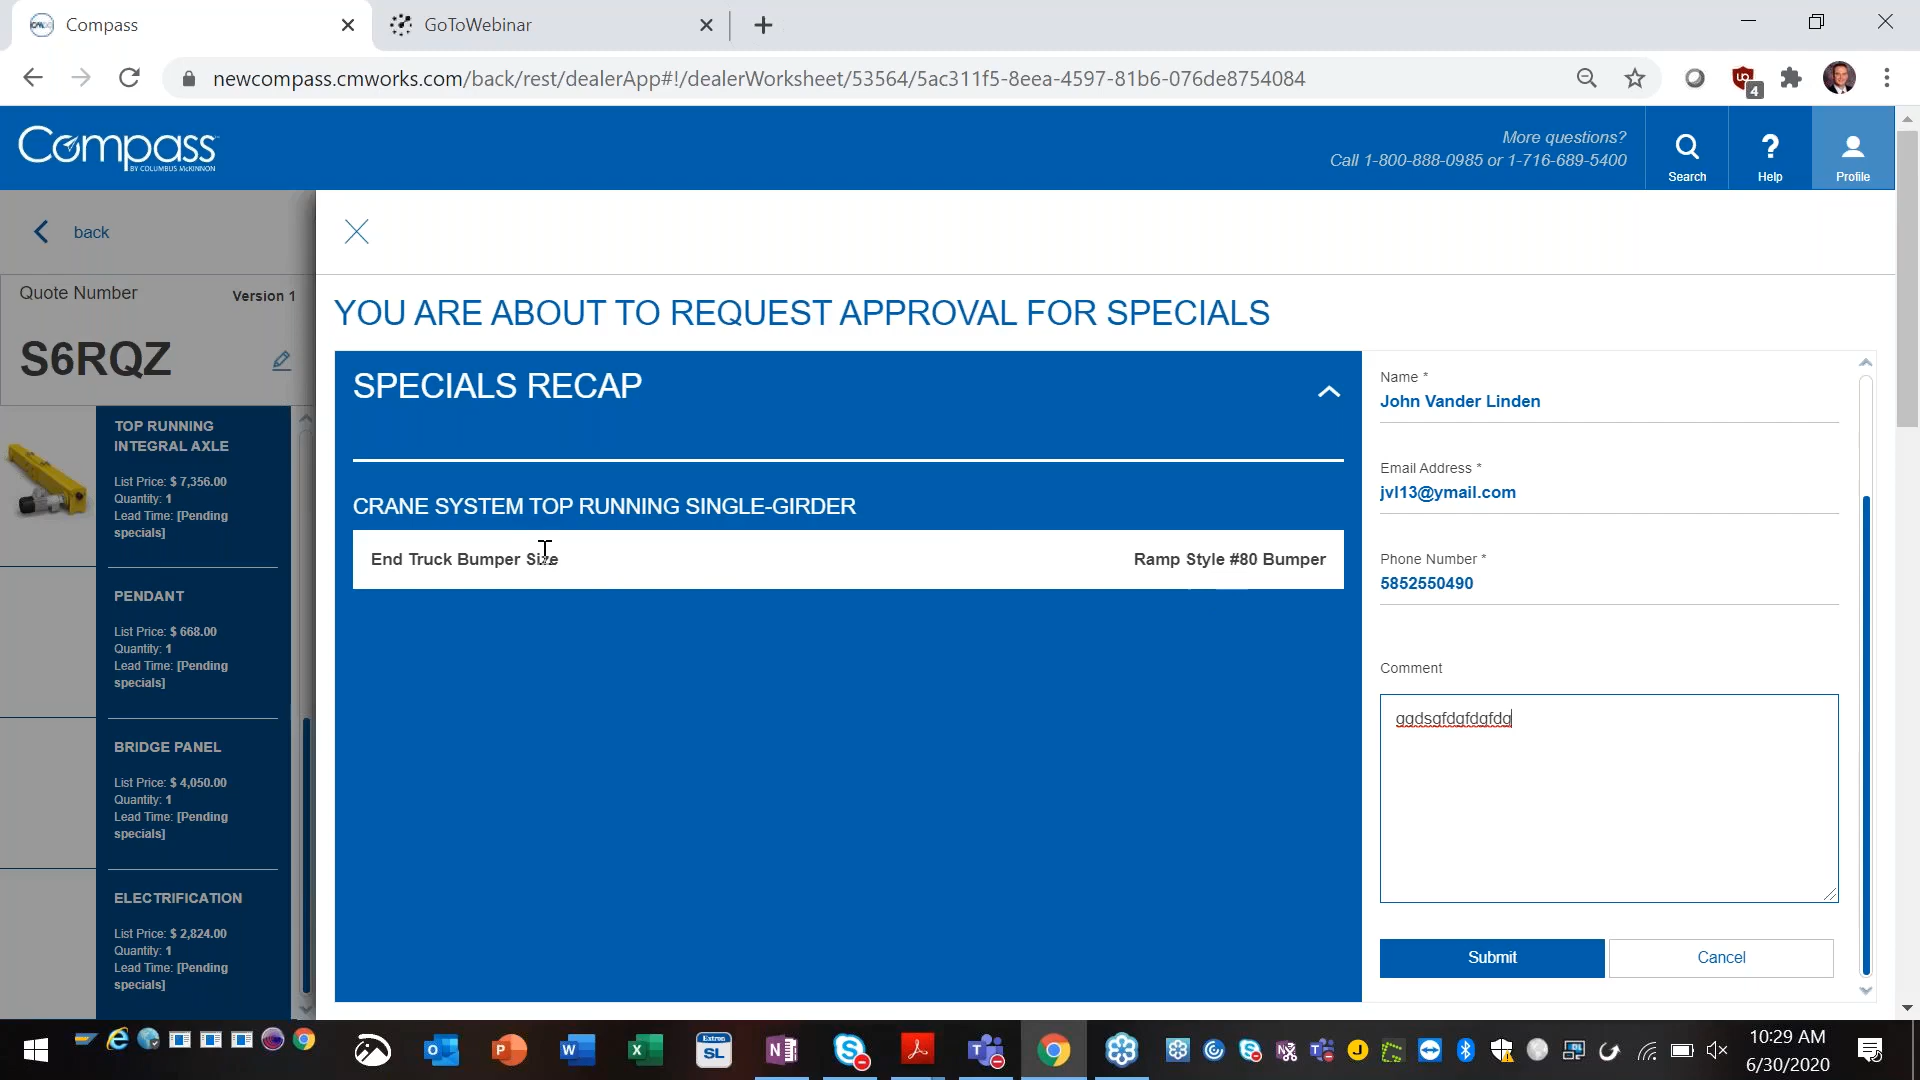 Compass
GoToWebinar
newcompass.cmworks.com/back/rest/dealerApp#!/dealerWorksheet/53564/5ac311f5-8eea-4597-81b6-076de8754084
4
Compass
BY COLUMBUS McKINNON
More questions?
Call 1-800-888-0985 or 1-716-689-5400
Search
Help
Profile
back
Quote Number
Version 1
S6RQZ
TOP RUNNING
INTEGRAL AXLE
List Price: $ 7,356.00
Quantity: 1
Lead Time: [Pending
specials]
PENDANT
List Price: $ 668.00
Quantity: 1
Lead Time: [Pending
specials]
BRIDGE PANEL
List Price: $ 4,050.00
Quantity: 1
Lead Time: [Pending
specials]
ELECTRIFICATION
List Price: $ 2,824.00
Quantity: 1
Lead Time: [Pending
specials]
YOU ARE ABOUT TO REQUEST APPROVAL FOR SPECIALS
SPECIALS RECAP
CRANE SYSTEM TOP RUNNING SINGLE-GIRDER
End Truck Bumper Size
Ramp Style #80 Bumper
Name *
John Vander Linden
Email Address *
jvl13@ymail.com
Phone Number *
5852550490
Comment
Submit
Cancel
Extron
SL
10:29 AM
6/30/2020